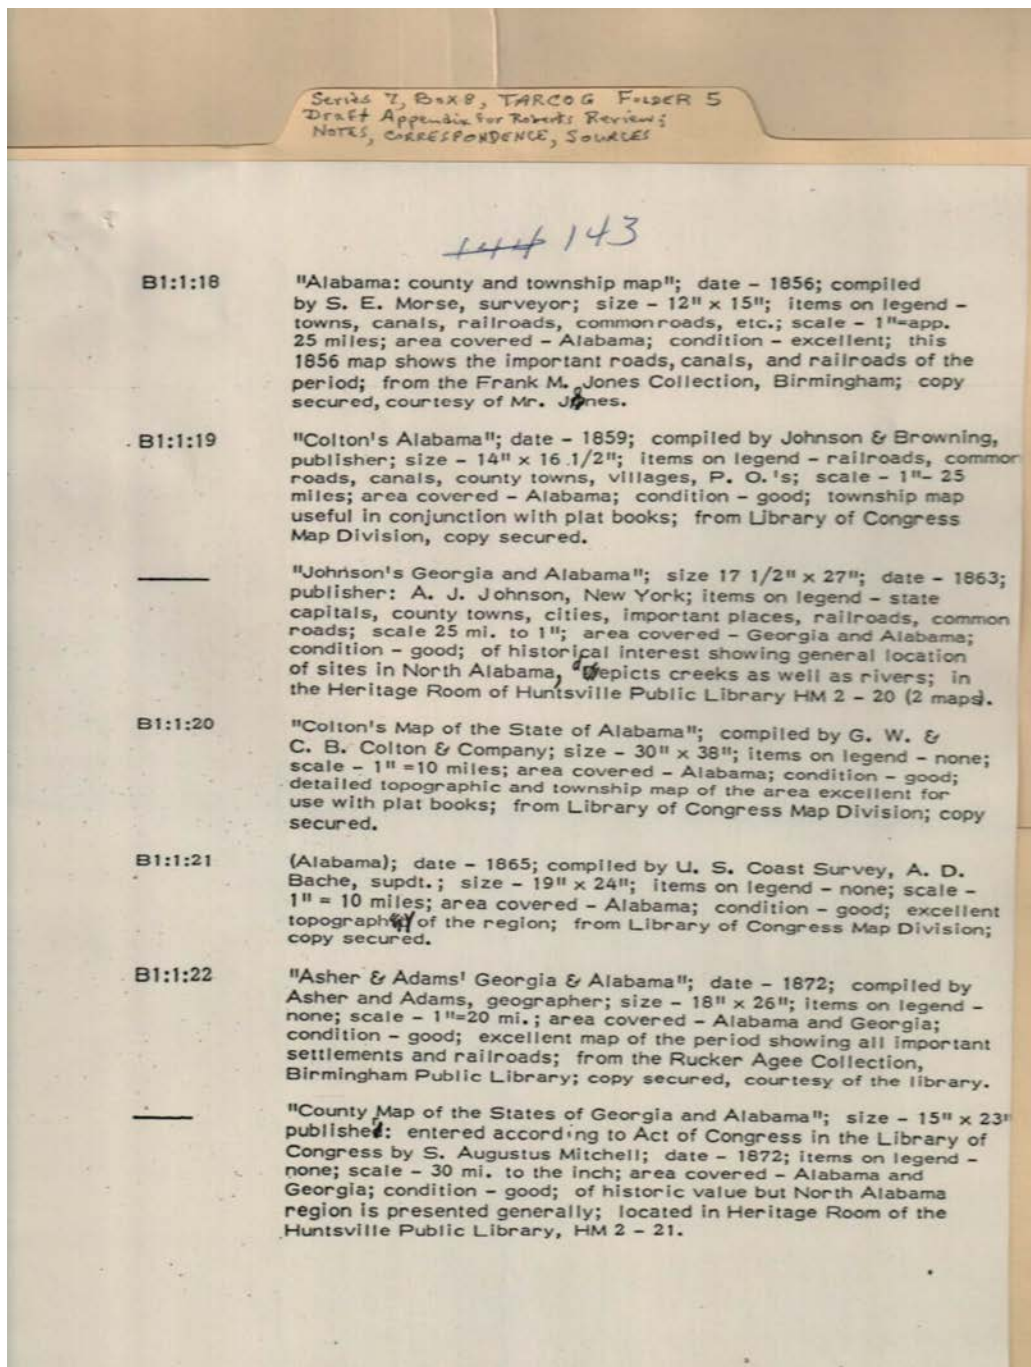 Series 7, Box 8, TARCOG FOLDER 5
Draft Appendix for Roberts Review;
NOTES, CORRESPONDENCE, SOURCES
144 143
B1:1:18 "Alabama: county and township map"; date - 1856; compiled
by S. E. Morse, surveyor; size - 12" x 15"; items on legend -
towns, canals, railroads, common roads, etc.; scale - 1"=app.
25 miles; area covered - Alabama; condition - excellent; this
1856 map shows the important roads, canals, and railroads of the
period; from the Frank M. Jones Collection, Birmingham; copy
secured, courtesy of Mr. Jones.
B1:1:19 "Colton's Alabama"; date - 1859; compiled by Johnson & Browning,
publisher; size - 14" x 16 1/2"; items on legend - railroads, common
roads, canals, county towns, villages, P. O.'s; scale - 1"- 25
miles; area covered - Alabama; condition - good; township map
useful in conjunction with plat books; from Library of Congress
Map Division, copy secured.
"Johnson's Georgia and Alabama"; size 17 1/2" x 27"; date - 1863;
publisher: A. J. Johnson, New York; items on legend - state
capitals, county towns, cities, important places, railroads, common
roads; scale 25 mi. to 1"; area covered - Georgia and Alabama;
condition - good; of historical interest showing general location
of sites in North Alabama, depicts creeks as well as rivers; in
the Heritage Room of Huntsville Public Library HM 2 - 20 (2 maps).
B1:1:20 "Colton's Map of the State of Alabama"; compiled by G. W. &
C. B. Colton & Company; size - 30" x 38"; items on legend - none;
scale - 1" =10 miles; area covered - Alabama; condition - good;
detailed topographic and township map of the area excellent for
use with plat books; from Library of Congress Map Division; copy
secured.
B1:1:21 (Alabama); date - 1865; compiled by U. S. Coast Survey, A. D.
Bache, supdt.; size - 19" x 24"; items on legend - none; scale -
1" = 10 miles; area covered - Alabama; condition - good; excellent
topography of the region; from Library of Congress Map Division;
copy secured.
B1:1:22 "Asher & Adams' Georgia & Alabama"; date - 1872; compiled by
Asher and Adams, geographer; size - 18" x 26"; items on legend -
none; scale - 1"=20 mi.; area covered - Alabama and Georgia;
condition - good; excellent map of the period showing all important
settlements and railroads; from the Rucker Agee Collection,
Birmingham Public Library; copy secured, courtesy of the library.
"County Map of the States of Georgia and Alabama"; size - 15" x 23"
published: entered according to Act of Congress in the Library of
Congress by S. Augustus Mitchell; date - 1872; items on legend -
none; scale - 30 mi. to the inch; area covered - Alabama and
Georgia; condition - good; of historic value but North Alabama
region is presented generally; located in Heritage Room of the
Huntsville Public Library, HM 2 - 21.